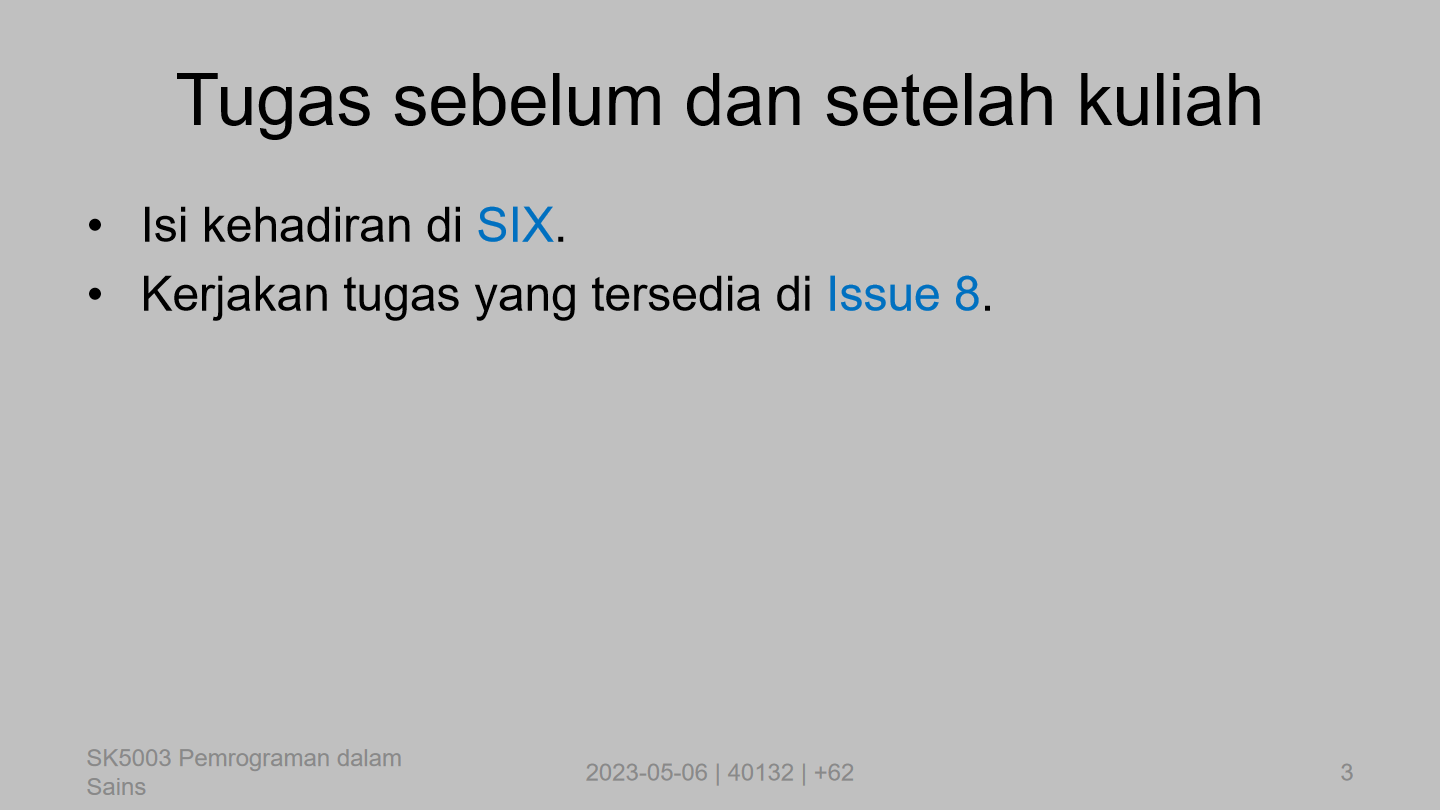 Tugas sebelum dan setelah kuliah
• Isi kehadiran di SIX.
• Kerjakan tugas yang tersedia di Issue 8.
SK5003 Pemrograman dalam
Sains
2023-05-06 | 40132 | +62
3